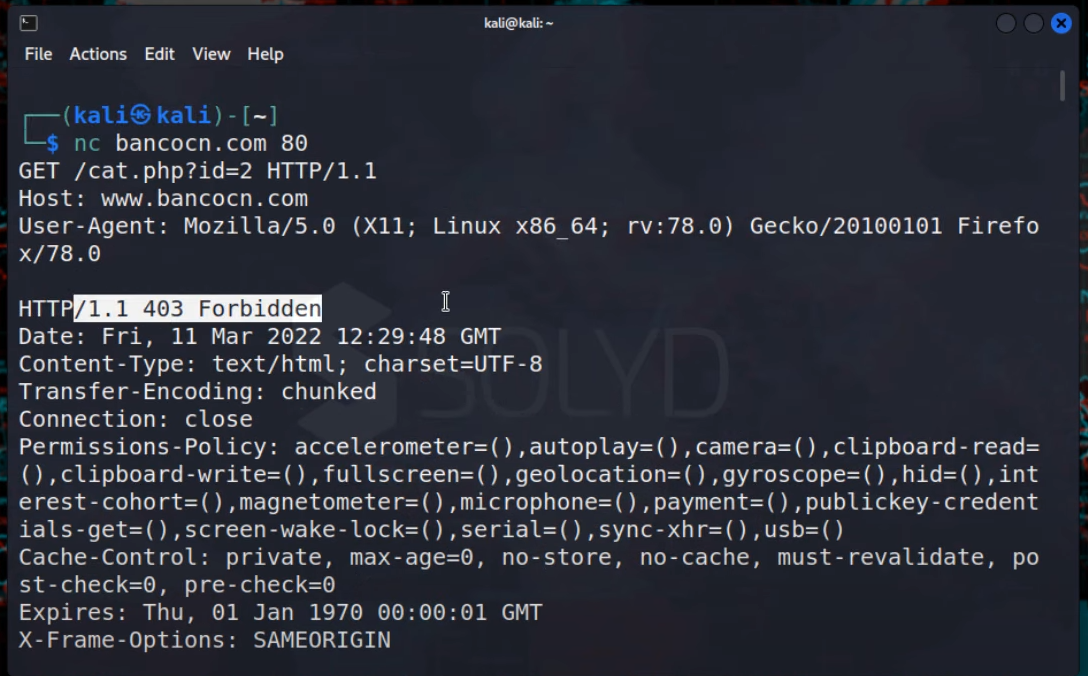 kali@kali: ~
File Actions Edit View Help
┌──(kali㉿kali)-[~]
└─$ nc bancocn.com 80
GET /cat.php?id=2 HTTP/1.1
Host: www.bancocn.com
User-Agent: Mozilla/5.0 (X11; Linux x86_64; rv:78.0) Gecko/20100101 Firefo
x/78.0
HTTP/1.1 403 Forbidden
Date: Fri, 11 Mar 2022 12:29:48 GMT
Content-Type: text/html; charset=UTF-8
Transfer-Encoding: chunked
Connection: close
Permissions-Policy: accelerometer=(),autoplay=(),camera=(),clipboard-read=
(),clipboard-write=(),fullscreen=(),geolocation=(),gyroscope=(),hid=(),int
erest-cohort=(),magnetometer=(),microphone=(),payment=(),publickey-credent
ials-get=(),screen-wake-lock=(),serial=(),sync-xhr=(),usb=()
Cache-Control: private, max-age=0, no-store, no-cache, must-revalidate, po
st-check=0, pre-check=0
Expires: Thu, 01 Jan 1970 00:00:01 GMT
X-Frame-Options: SAMEORIGIN
SOLYD